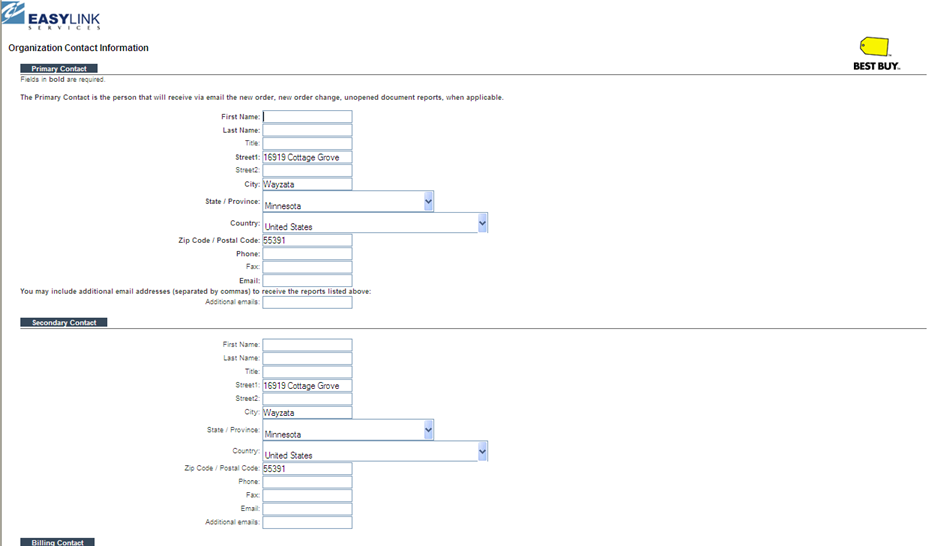 EASYLINK
SERVICES
Organization Contact Information
BEST BUY™
Primary Contact
Fields in bold are required.
The Primary Contact is the person that will receive via email the new order, new order change, unopened document reports, when applicable.
First Name:
Last Name:
Title:
Street1: 16919 Cottage Grove
Street2:
City: Wayzata
State / Province: Minnesota
Country: United States
Zip Code / Postal Code: 55391
Phone:
Fax:
Email:
You may include additional email addresses (separated by commas) to receive the reports listed above:
Additional emails:
Secondary Contact
First Name:
Last Name:
Title:
Street1: 16919 Cottage Grove
Street2:
City: Wayzata
State / Province: Minnesota
Country: United States
Zip Code / Postal Code: 55391
Phone:
Fax:
Email:
Additional emails:
Billing Contact